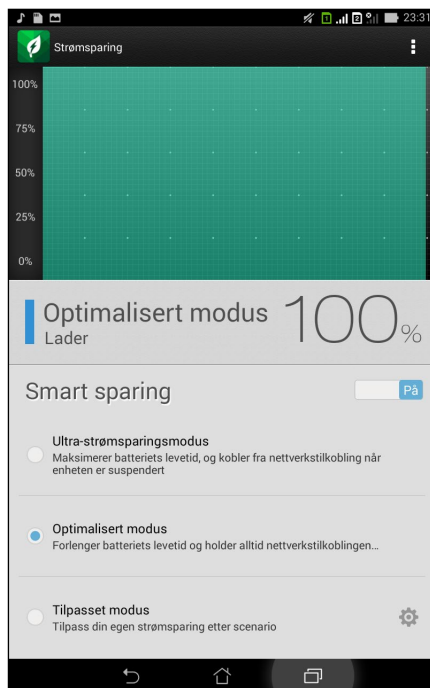 1 2 23:31
Strømsparing
100%
75%
50%
25%
0%
Optimalisert modus 100%
Lader
Smart sparing På
Ultra-strømsparingsmodus
Maksimerer batteriets levetid, og kobler fra nettverkstilkobling når
enheten er suspendert
Optimalisert modus
Forlenger batteriets levetid og holder alltid nettverkstilkoblingen...
Tilpasset modus
Tilpass din egen strømsparing etter scenario